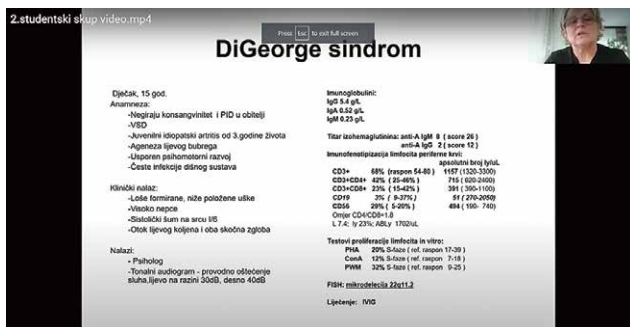 2.studentski skup video.mp4
Press Esc to exit full screen
DiGeorge sindrom
Dječak, 15 god.
Anamneza:
-Negiraju konsangvinitet i PID u obitelji
-VSD
-Juvenilni idiopatski artritis od 3.godine života
-Ageneza lijevog bubrega
-Usporen psihomotorni razvoj
-Česte infekcije dišnog sustava
Klinički nalaz:
-Loše formirane, niže položene uške
-Visoko nepce
-Sistolički šum na srcu I/6
-Otok lijevog koljena i oba skočna zgloba
Nalazi:
- Psiholog
-Tonalni audiogram - provodno oštećenje
sluha,lijevo na razini 30dB, desno 40dB
Imunoglobulini:
IgG 5.4 g/L
IgA 0.52 g/L
IgM 0.23 g/L
Titar izohemaglutinina: anti-A IgM 8 ( score 26 )
anti-A IgG 2 ( score 12 )
Imunofenotipizacija limfocita periferne krvi:
apsolutni broj ly/uL
CD3+ 68% (raspon 54-80 ) 1157 (1320-3300)
CD3+CD4+ 42% ( 25-46%) 715 ( 620-2400)
CD3+CD8+ 23% ( 15-42%) 391 ( 390-1100)
CD19 3% ( 9-37%) 51 ( 270-2050)
CD56 29% ( 5-20%) 494 ( 190- 740)
Omjer CD4/CD8=1.8
L 7.4; ly 23%; ABLy 1702/uL
Testovi proliferacije limfocita in vitro:
PHA 20% S-faze ( ref. raspon 17-39 )
ConA 12% S-faze ( ref. raspon 7-18 )
PWM 32% S-faze ( ref. raspon 9-25 )
FISH: mikrodelecija 22q11.2
Liječenje: IVIG